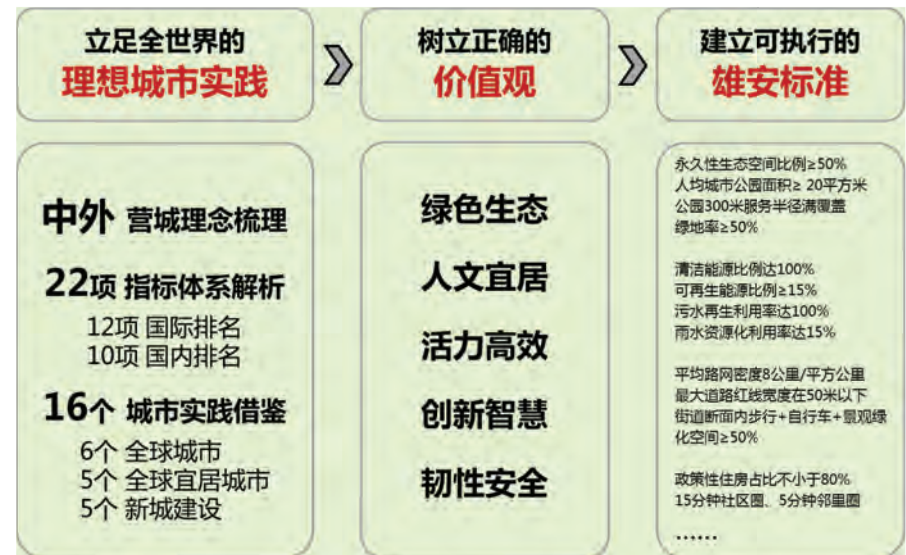 立足全世界的
理想城市实践
树立正确的
价值观
建立可执行的
雄安标准
中外 营城理念梳理
22项 指标体系解析
12项 国际排名
10项 国内排名
16个 城市实践借鉴
6个 全球城市
5个 全球宜居城市
5个 新城建设
绿色生态
人文宜居
活力高效
创新智慧
韧性安全
永久性生态空间比例≥50%
人均城市公园面积≥ 20平方米
公园300米服务半径满覆盖
绿地率≥50%
清洁能源比例达100%
可再生能源比例≥15%
污水再生利用率达100%
雨水资源化利用率达15%
平均路网密度8公里/平方公里
最大道路红线宽度在50米以下
街道断面内步行+自行车+景观绿
化空间≥50%
政策性住房占比不小于80%
15分钟社区圈、5分钟邻里圈
……